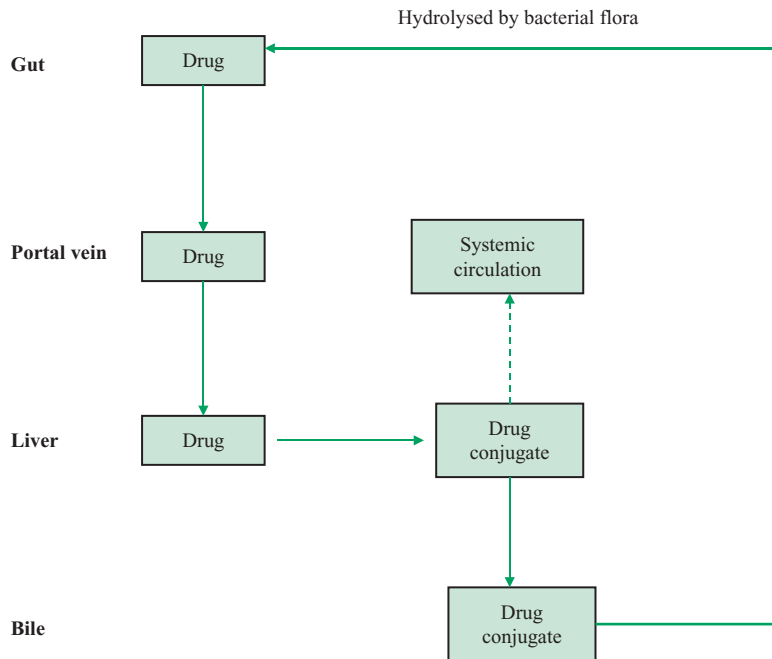 Hydrolysed by bacterial flora
Gut
Drug
Portal vein
Drug
Systemic
circulation
Liver
Drug
Drug
conjugate
Bile
Drug
conjugate